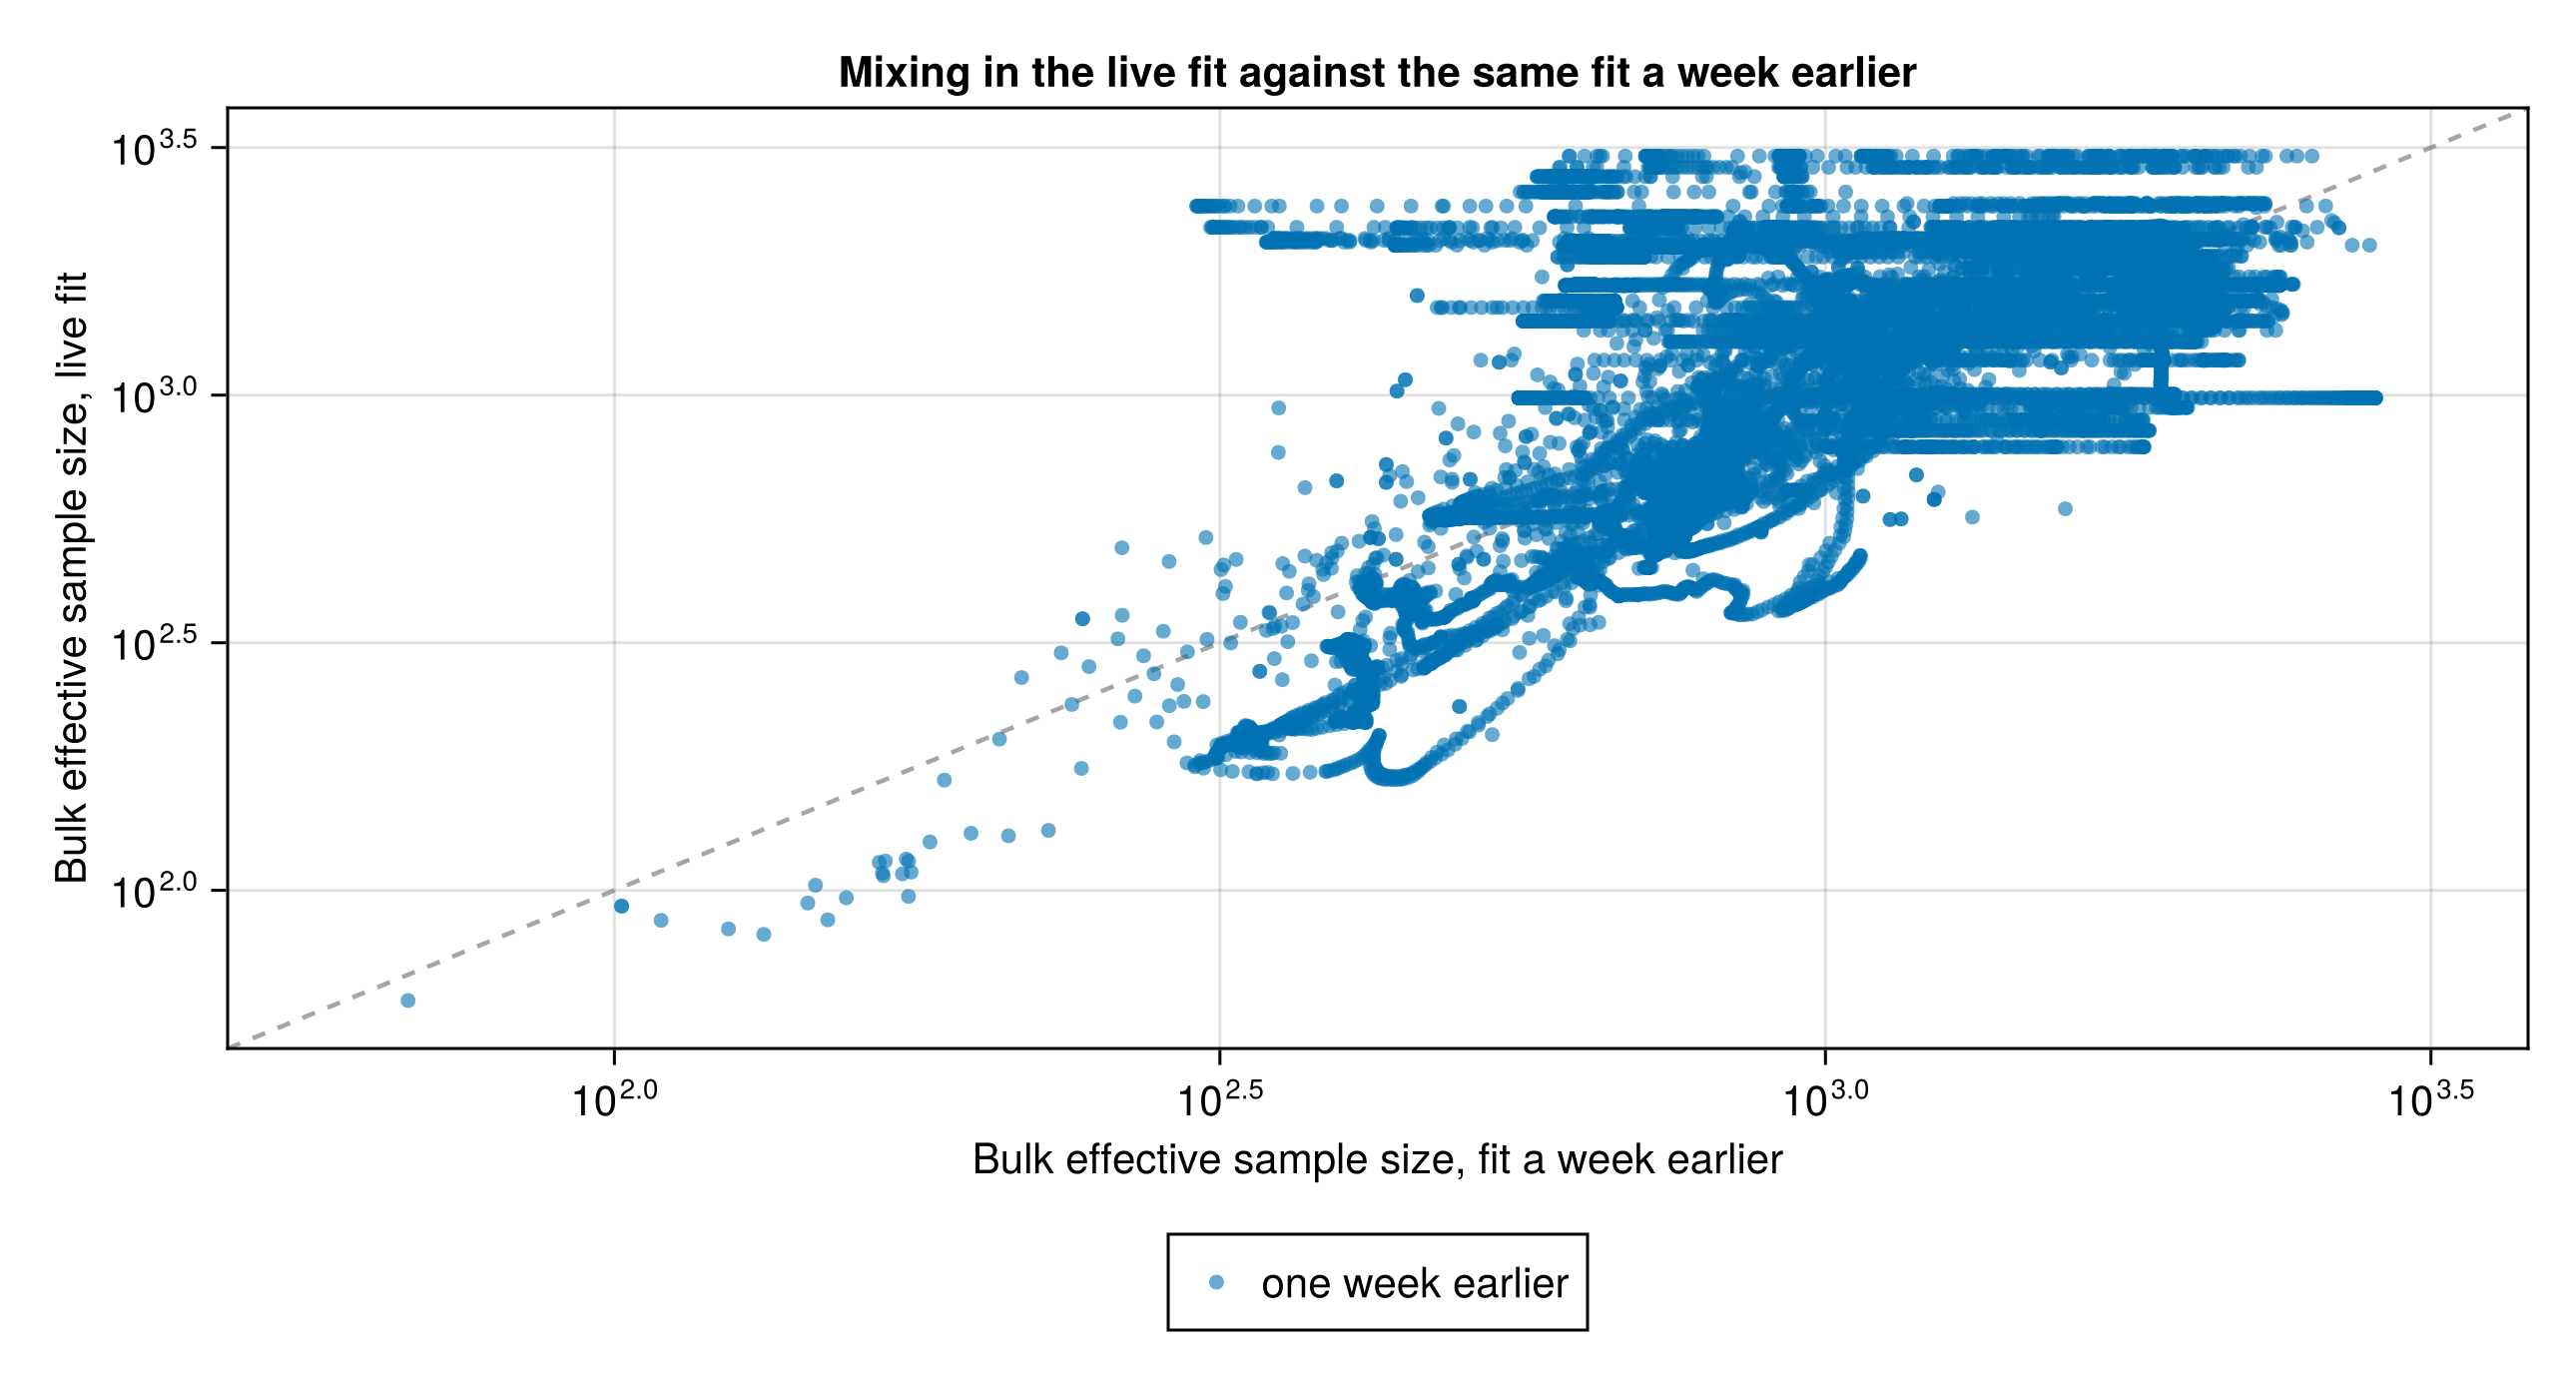 Mixing in the live fit against the same fit a week earlier
Bulk effective sample size, live fit
10^3.5
10^3.0
10^2.5
10^2.0
10^2.0 10^2.5 10^3.0 10^3.5
Bulk effective sample size, fit a week earlier
one week earlier